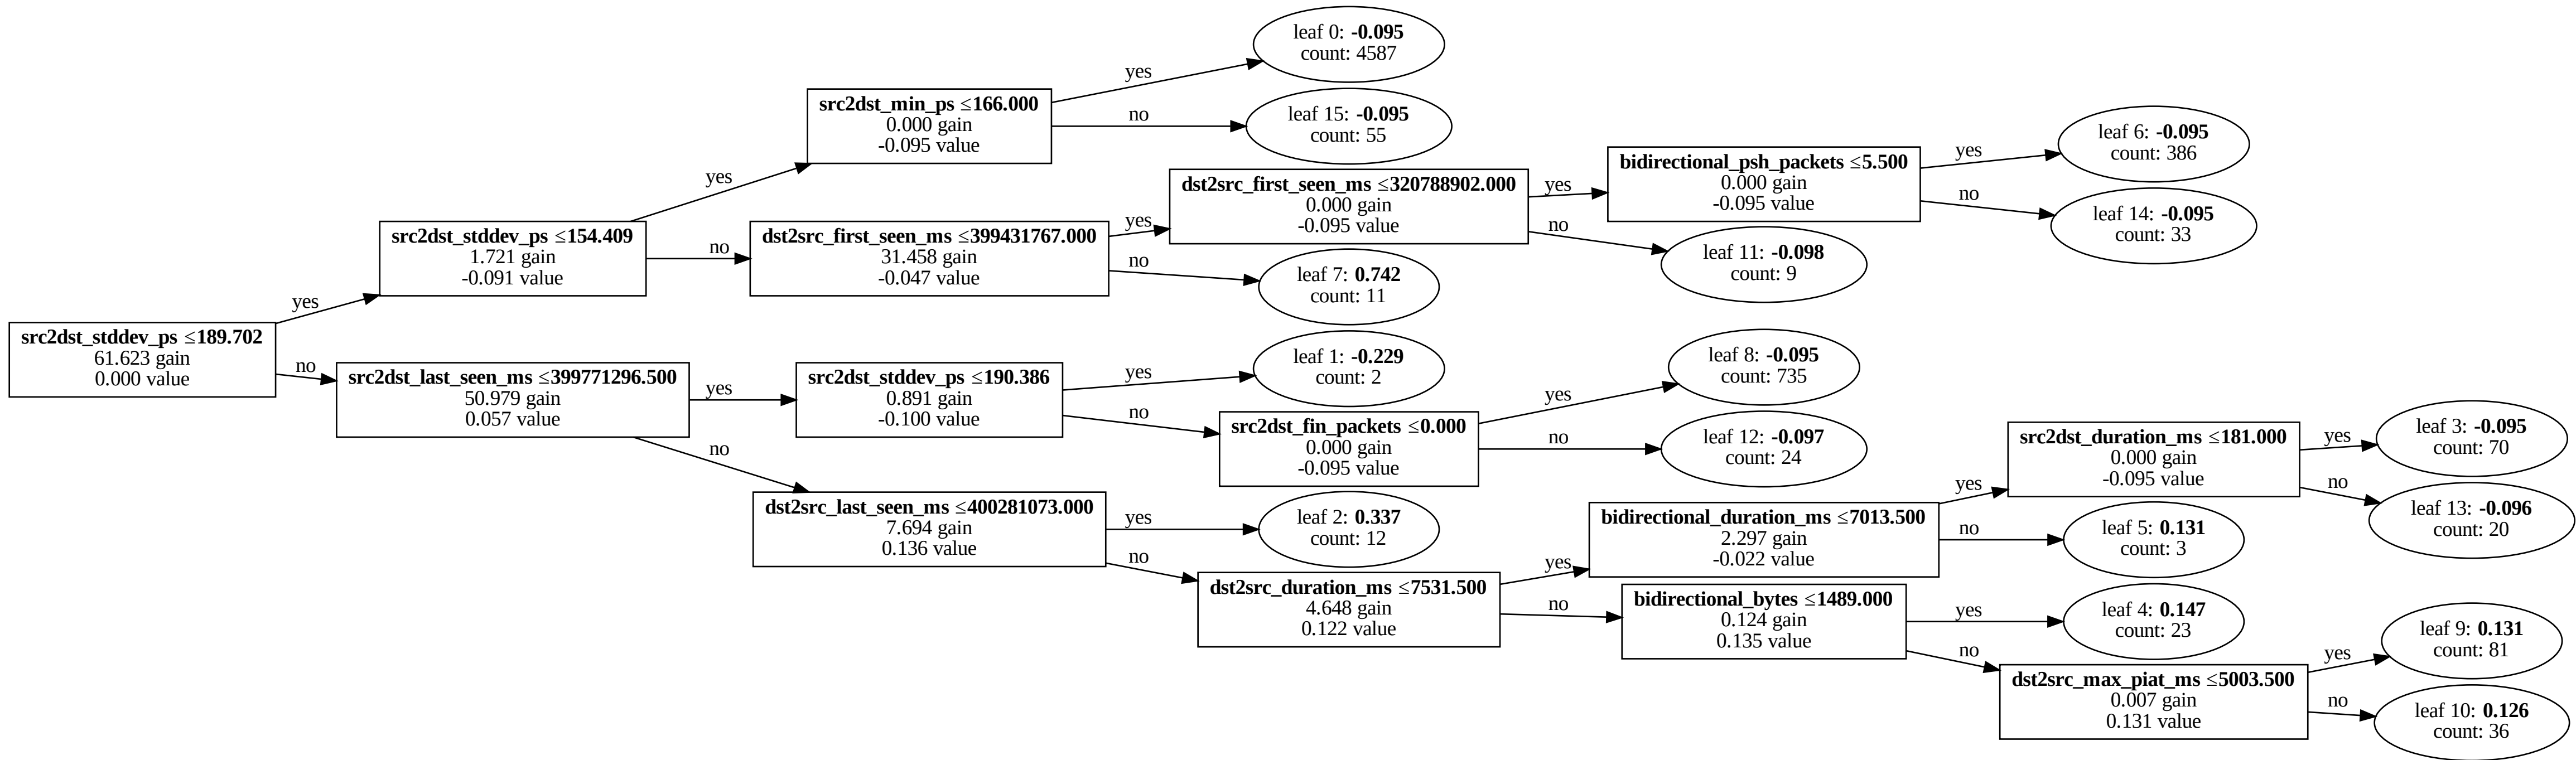 src2dst_stddev_ps ≤189.702
61.623 gain
0.000 value
yes
no
src2dst_stddev_ps ≤154.409
1.721 gain
-0.091 value
yes
no
src2dst_last_seen_ms ≤399771296.500
50.979 gain
0.057 value
yes
no
src2dst_min_ps ≤166.000
0.000 gain
-0.095 value
yes
no
dst2src_first_seen_ms ≤399431767.000
31.458 gain
-0.047 value
yes
no
src2dst_stddev_ps ≤190.386
0.891 gain
-0.100 value
yes
no
dst2src_last_seen_ms ≤400281073.000
7.694 gain
0.136 value
yes
no
leaf 0: -0.095
count: 4587
leaf 15: -0.095
count: 55
dst2src_first_seen_ms ≤320788902.000
0.000 gain
-0.095 value
yes
no
leaf 7: 0.742
count: 11
leaf 1: -0.229
count: 2
src2dst_fin_packets ≤0.000
0.000 gain
-0.095 value
yes
no
leaf 2: 0.337
count: 12
dst2src_duration_ms ≤7531.500
4.648 gain
0.122 value
yes
no
bidirectional_psh_packets ≤5.500
0.000 gain
-0.095 value
yes
no
leaf 11: -0.098
count: 9
leaf 8: -0.095
count: 735
leaf 12: -0.097
count: 24
bidirectional_duration_ms ≤7013.500
2.297 gain
-0.022 value
yes
no
bidirectional_bytes ≤1489.000
0.124 gain
0.135 value
yes
no
leaf 6: -0.095
count: 386
leaf 14: -0.095
count: 33
src2dst_duration_ms ≤181.000
0.000 gain
-0.095 value
yes
no
leaf 5: 0.131
count: 3
leaf 4: 0.147
count: 23
dst2src_max_piat_ms ≤5003.500
0.007 gain
0.131 value
yes
no
leaf 3: -0.095
count: 70
leaf 13: -0.096
count: 20
leaf 9: 0.131
count: 81
leaf 10: 0.126
count: 36